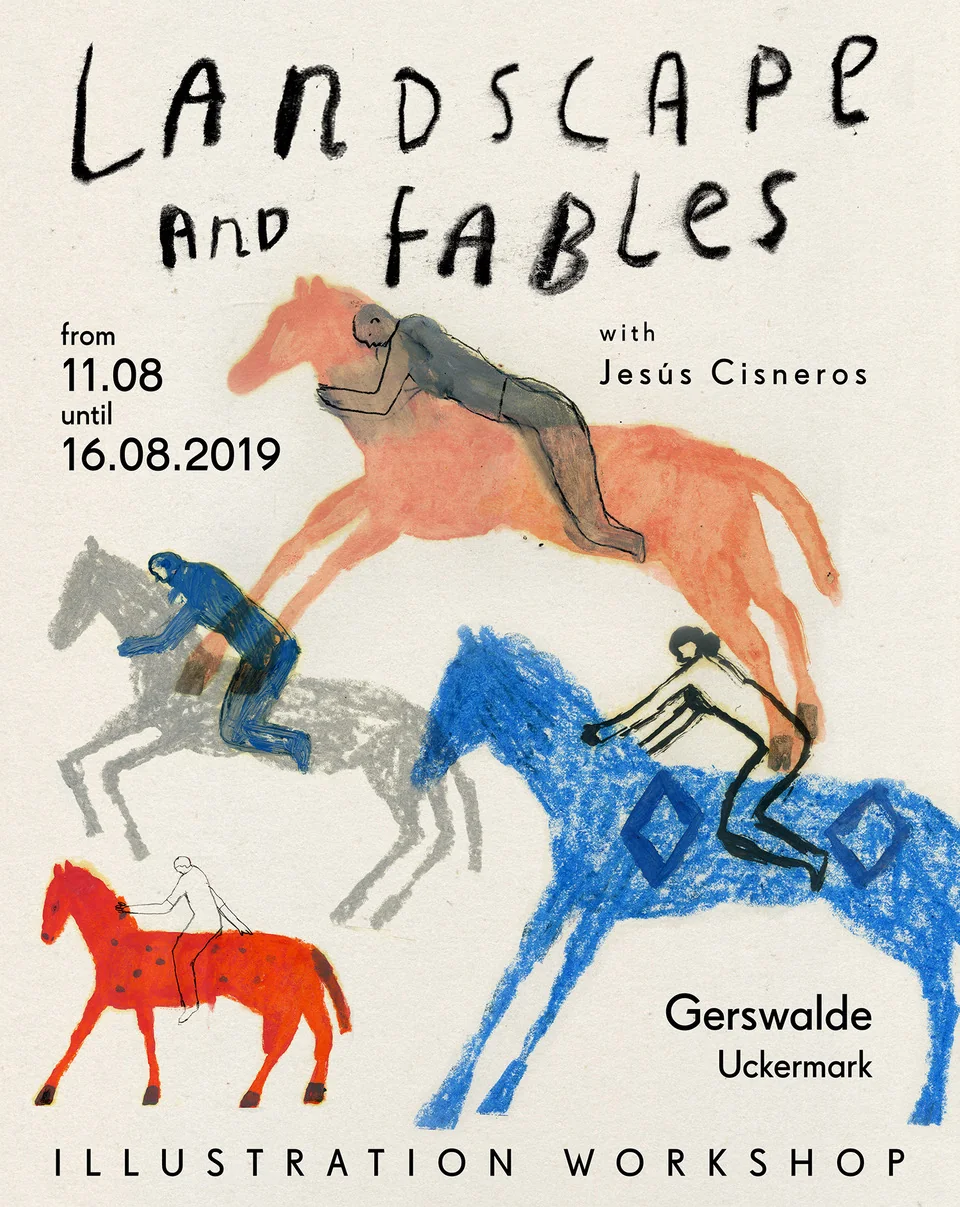 LANDSCAPE
AND FABLES
from
11.08
until
16.08.2019
with
Jesús Cisneros
Gerswalde
Uckermark
ILLUSTRATION WORKSHOP